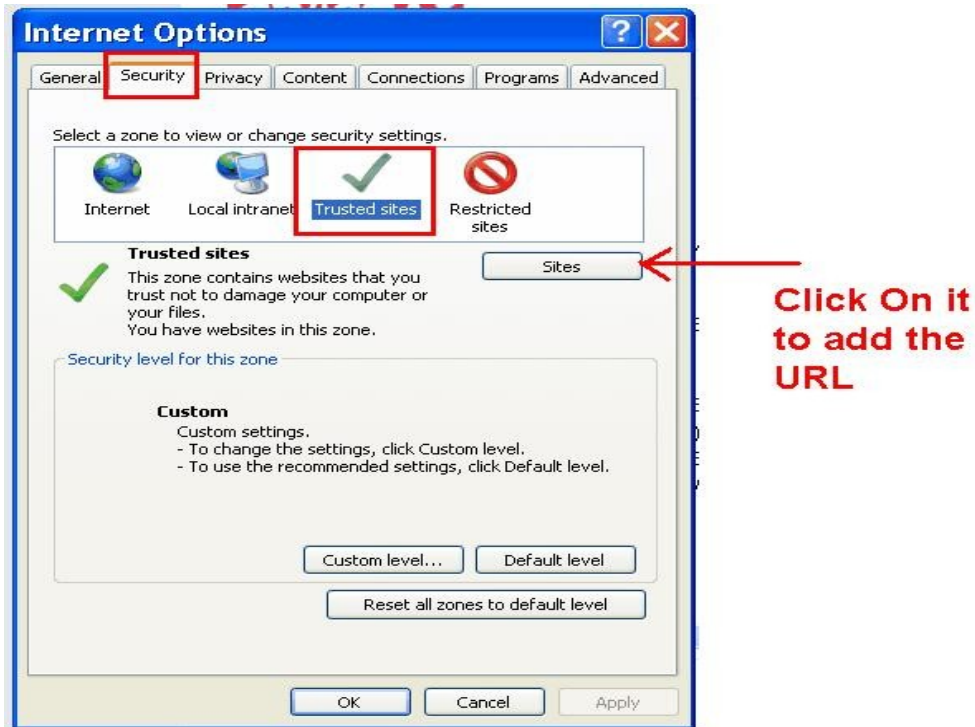 Internet Options
General Security Privacy Content Connections Programs Advanced
Select a zone to view or change security settings.
Internet Local intranet Trusted sites Restricted
sites
Trusted sites
Sites
This zone contains websites that you
trust not to damage your computer or
your files.
You have websites in this zone.
Click On it
to add the
URL
Security level for this zone
Custom
Custom settings.
- To change the settings, click Custom level.
- To use the recommended settings, click Default level.
Custom level... Default level
Reset all zones to default level
OK Cancel Apply